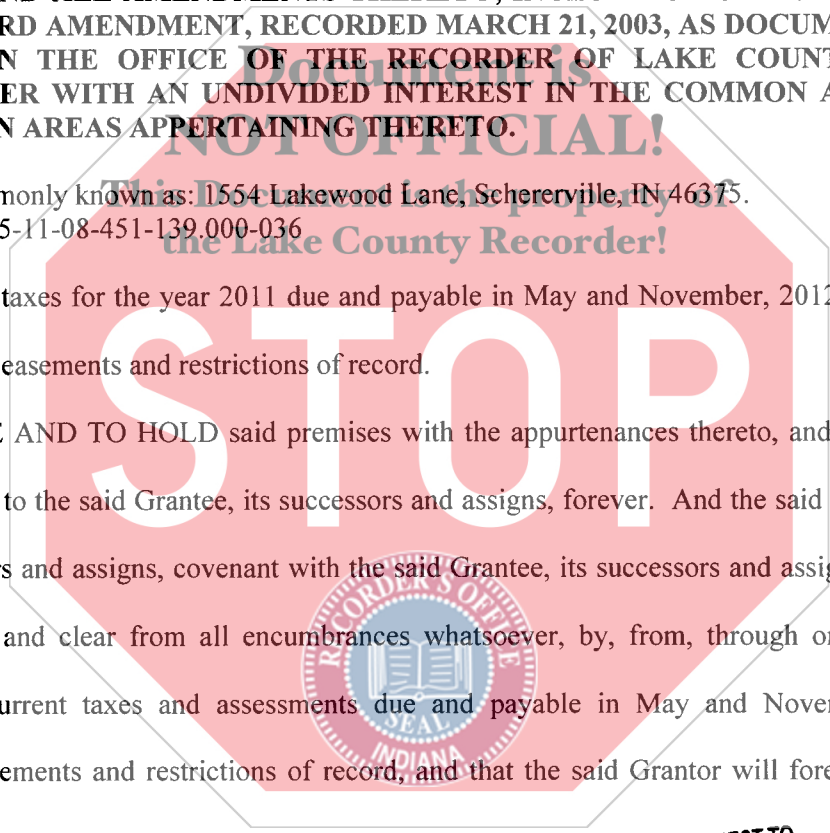 RD AMENDMENT, RECORDED MARCH 21, 2003, AS DOCUM
N THE OFFICE OF THE RECORDER OF LAKE COUNT
Document is
ER WITH AN UNDIVIDED INTEREST IN THE COMMON A
N AREAS APPERTAINING THERETO.
NOT OFFICIAL!
monly known as: 1554 Lakewood Lane, Schererville, IN 46375.
This Document is the property of
5-11-08-451-139.000-036
the Lake County Recorder!
taxes for the year 2011 due and payable in May and November, 2012
easements and restrictions of record.
STOP
E AND TO HOLD said premises with the appurtenances thereto, and
to the said Grantee, its successors and assigns, forever. And the said
rs and assigns, covenant with the said Grantee, its successors and assig
RECORDER'S OFFICE
and clear from all encumbrances whatsoever, by, from, through or
urrent taxes and assessments due and payable in May and Nove
SEAL
INDIANA
ements and restrictions of record, and that the said Grantor will fore